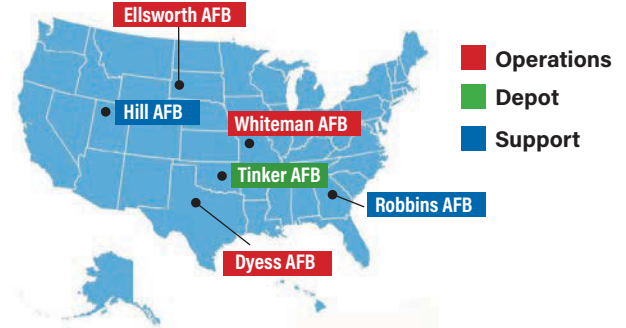 Ellsworth AFB
Operations
Depot
Hill AFB
Whiteman AFB
Support
Tinker AFB
Robbins AFB
Dyess AFB